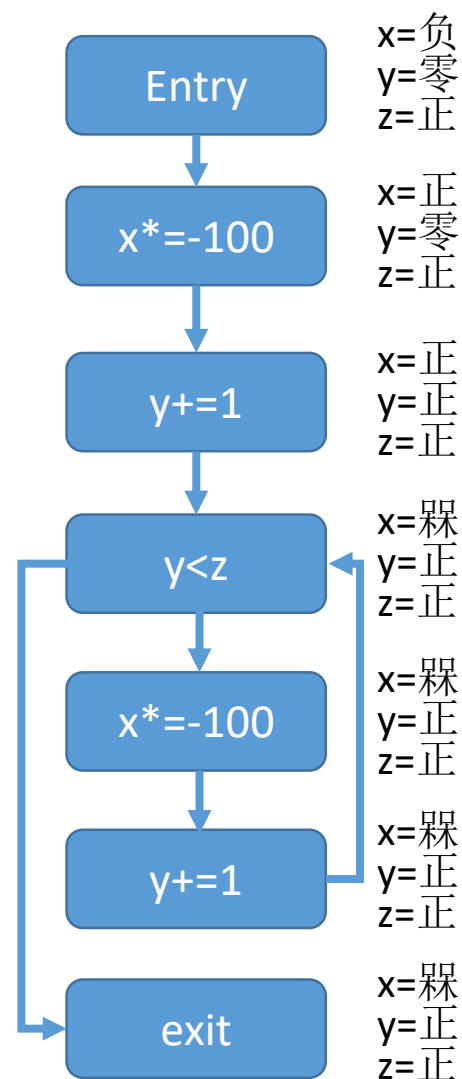 Entry
x=负
y=零
z=正
x*=-100
x=正
y=零
z=正
y+=1
x=正
y=正
z=正
y<z
x=槑
y=正
z=正
x*=-100
x=槑
y=正
z=正
y+=1
x=槑
y=正
z=正
exit
x=槑
y=正
z=正